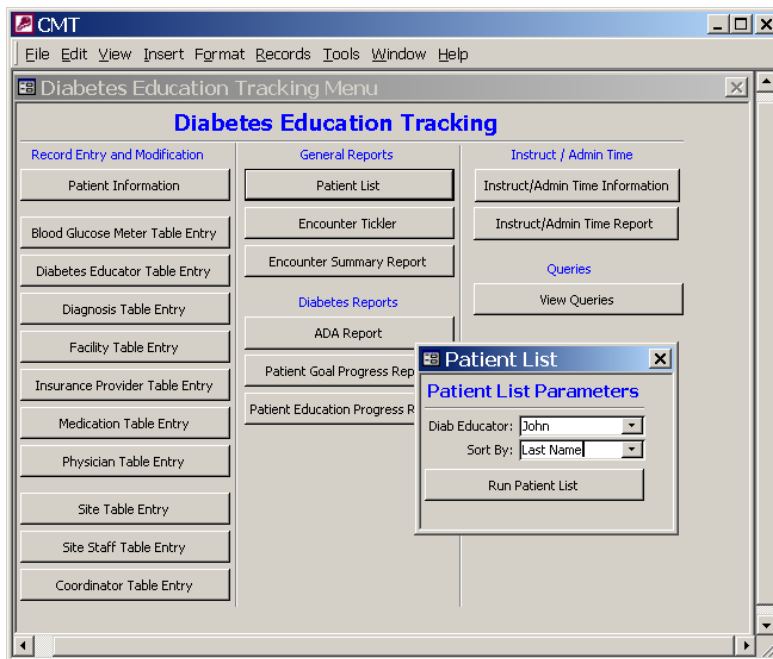 CMT
File Edit View Insert Format Records Tools Window Help
Diabetes Education Tracking Menu
Diabetes Education Tracking
Record Entry and Modification
Patient Information
Blood Glucose Meter Table Entry
Diabetes Educator Table Entry
Diagnosis Table Entry
Facility Table Entry
Insurance Provider Table Entry
Medication Table Entry
Physician Table Entry
Site Table Entry
Site Staff Table Entry
Coordinator Table Entry
General Reports
Patient List
Encounter Tickler
Encounter Summary Report
Diabetes Reports
ADA Report
Patient Goal Progress Rep
Patient Education Progress R
Instruct / Admin Time
Instruct/Admin Time Information
Instruct/Admin Time Report
Queries
View Queries
Patient List
Patient List Parameters
Diab Educator: John
Sort By: Last Name
Run Patient List